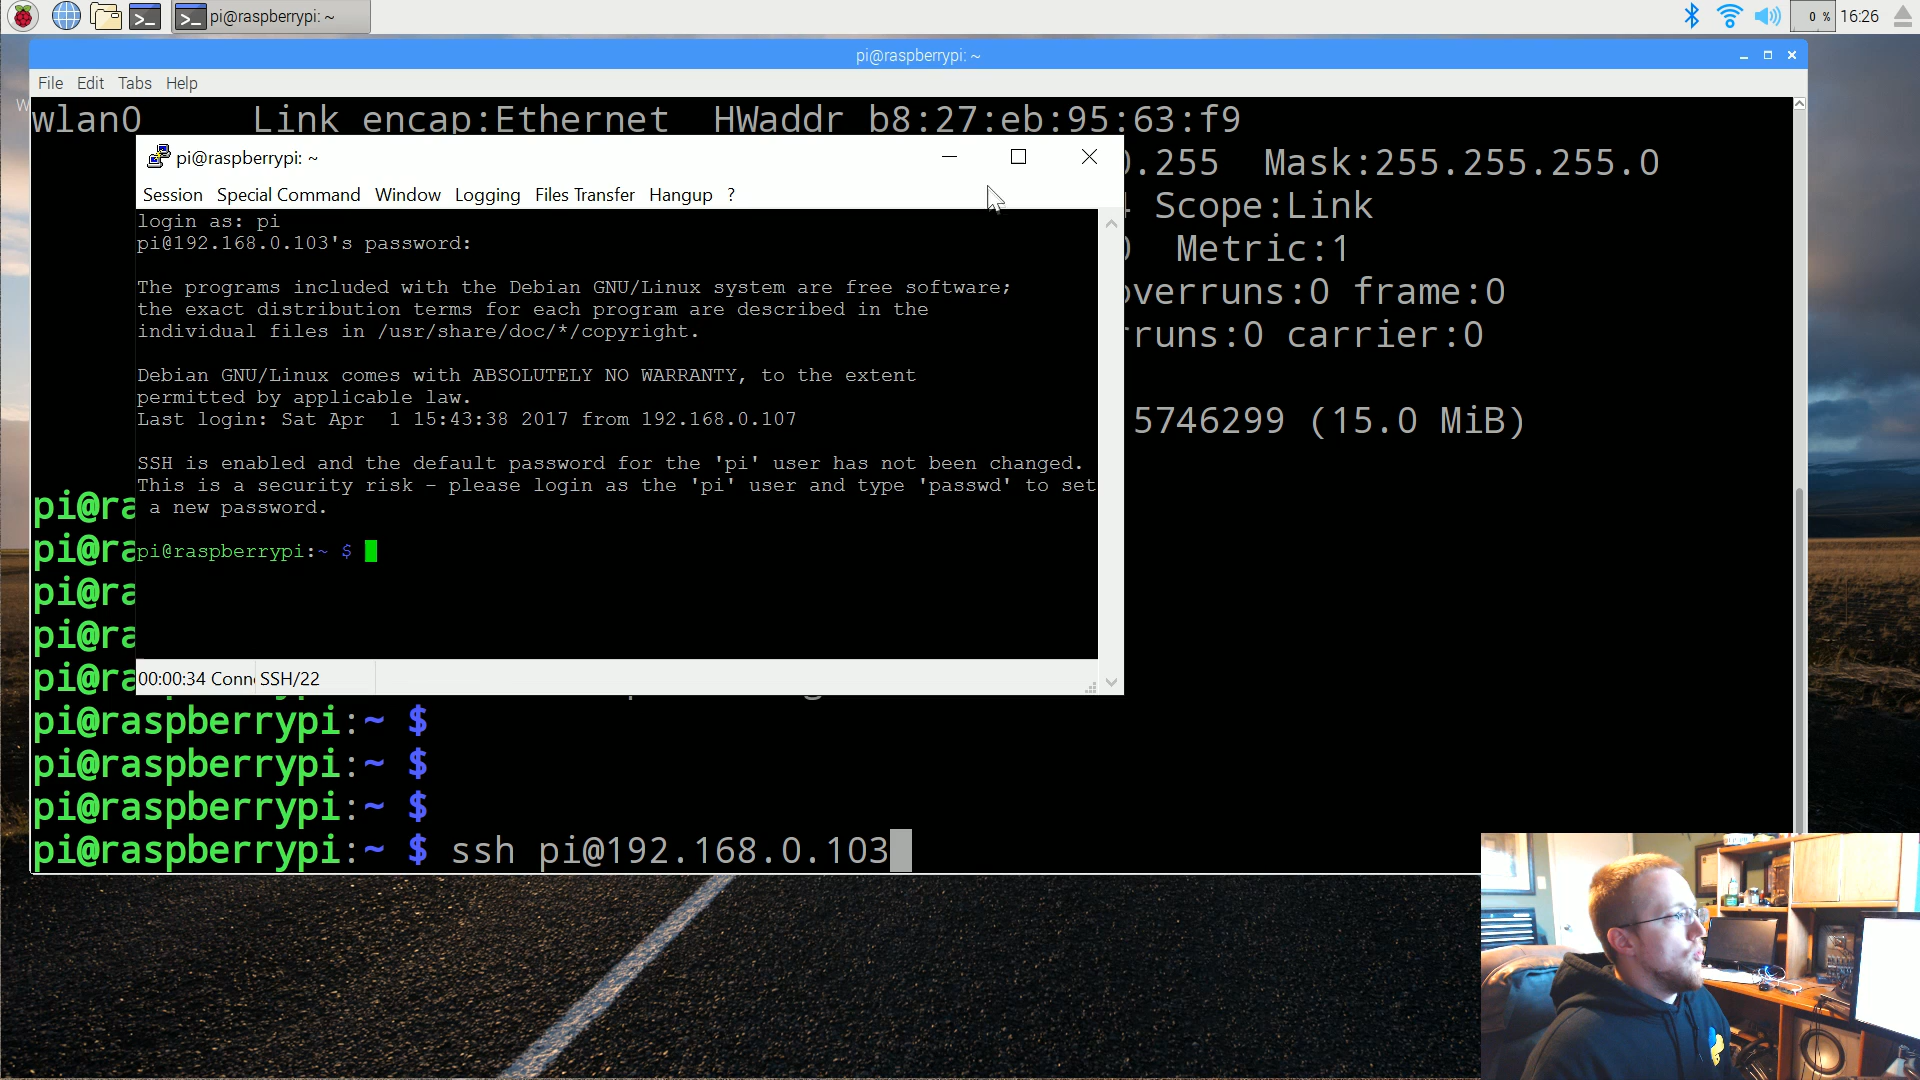 pi@raspberrypi: ~
0 %
16:26
pi@raspberrypi: ~
File Edit Tabs Help
wlan0 Link encap:Ethernet HWaddr b8:27:eb:95:63:f9
.255 Mask:255.255.255.0
Scope:Link
Metric:1
verruns:0 frame:0
runs:0 carrier:0
5746299 (15.0 MiB)
pi@raspberrypi: ~
Session Special Command Window Logging Files Transfer Hangup ?
login as: pi
pi@192.168.0.103's password:
The programs included with the Debian GNU/Linux system are free software;
the exact distribution terms for each program are described in the
individual files in /usr/share/doc/*/copyright.
Debian GNU/Linux comes with ABSOLUTELY NO WARRANTY, to the extent
permitted by applicable law.
Last login: Sat Apr  1 15:43:38 2017 from 192.168.0.107
SSH is enabled and the default password for the 'pi' user has not been changed.
This is a security risk - please login as the 'pi' user and type 'passwd' to set
a new password.
pi@raspberrypi:~ $
00:00:34 Conn SSH/22
pi@ra
pi@ra
pi@ra
pi@ra
pi@ra
pi@raspberrypi:~ $
pi@raspberrypi:~ $
pi@raspberrypi:~ $
pi@raspberrypi:~ $ ssh pi@192.168.0.103